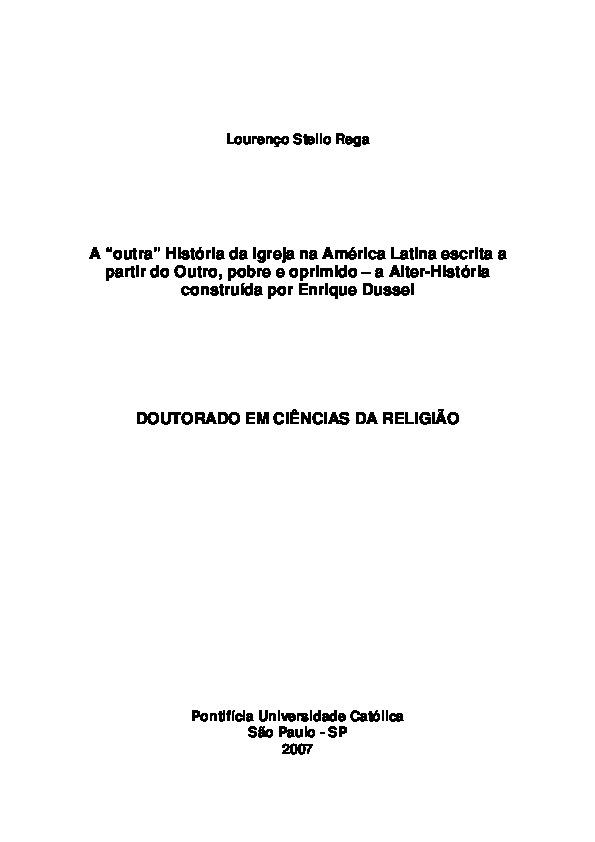 Lourenço Stelio Rega
A “outra” História da Igreja na América Latina escrita a
partir do Outro, pobre e oprimido – a Alter-História
construída por Enrique Dussel
DOUTORADO EM CIÊNCIAS DA RELIGIÃO
Pontifícia Universidade Católica
São Paulo - SP
2007